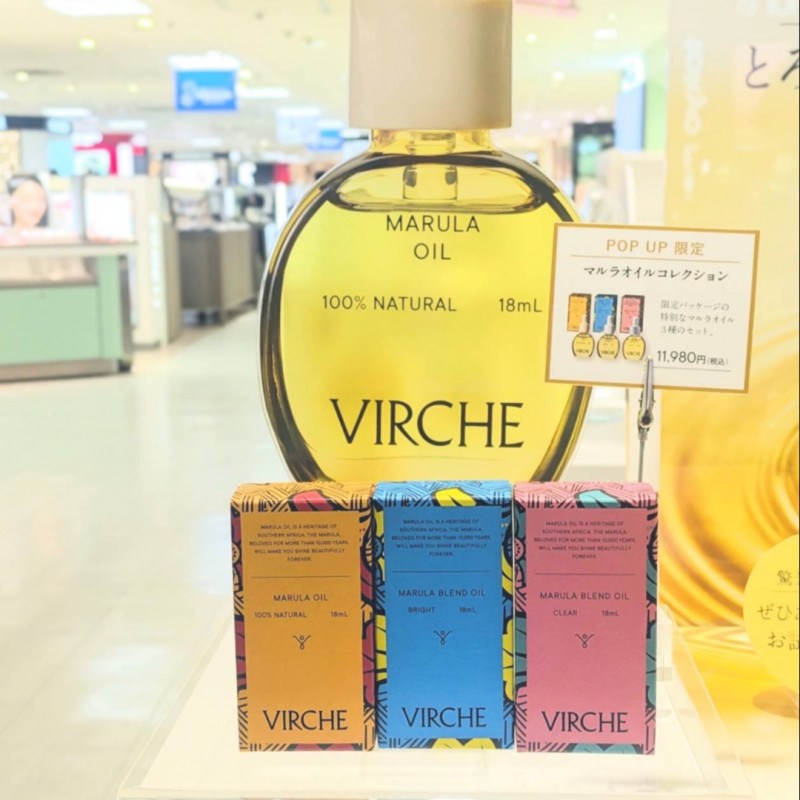 MARULA
OIL
100% NATURAL 18mL
VIRCHE
とろ
POP UP 限定
マルラオイルコレクション
限定パッケージの
特別なマルラオイル
3種のセット。
11,980円(税込)
MARULA OIL IS A HERITAGE OF
SOUTHERN AFRICA, THE MARULA,
BELOVED FOR MORE THAN 10,000 YEARS,
WILL MAKE YOU SHINE BEAUTIFULLY
FOREVER.
MARULA OIL
100% NATURAL 18mL
VIRCHE
MARULA OIL IS A HERITAGE OF
SOUTHERN AFRICA, THE MARULA,
BELOVED FOR MORE THAN 10,000 YEARS,
WILL MAKE YOU SHINE BEAUTIFULLY
FOREVER.
MARULA BLEND OIL
BRIGHT 18mL
VIRCHE
MARULA OIL IS A HERITAGE OF
SOUTHERN AFRICA, THE MARULA,
BELOVED FOR MORE THAN 10,000 YEARS,
WILL MAKE YOU SHINE BEAUTIFULLY
FOREVER.
MARULA BLEND OIL
CLEAR 18mL
VIRCHE
驚
ぜひ
お試